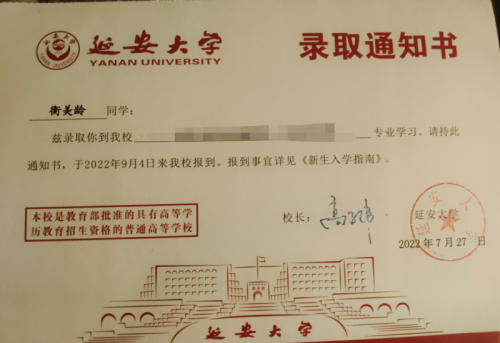 延安大学
YANAN UNIVERSITY
录取通知书
衡美龄 同学：
兹录取你到我校 专业学习。请持此
通知书，于2022年9月4日来我校报到。报到事宜详见《新生入学指南》。
本校是教育部批准的具有高等学
历教育招生资格的普通高等学校
校长：
延安大学
2022年7月27日
延安大学